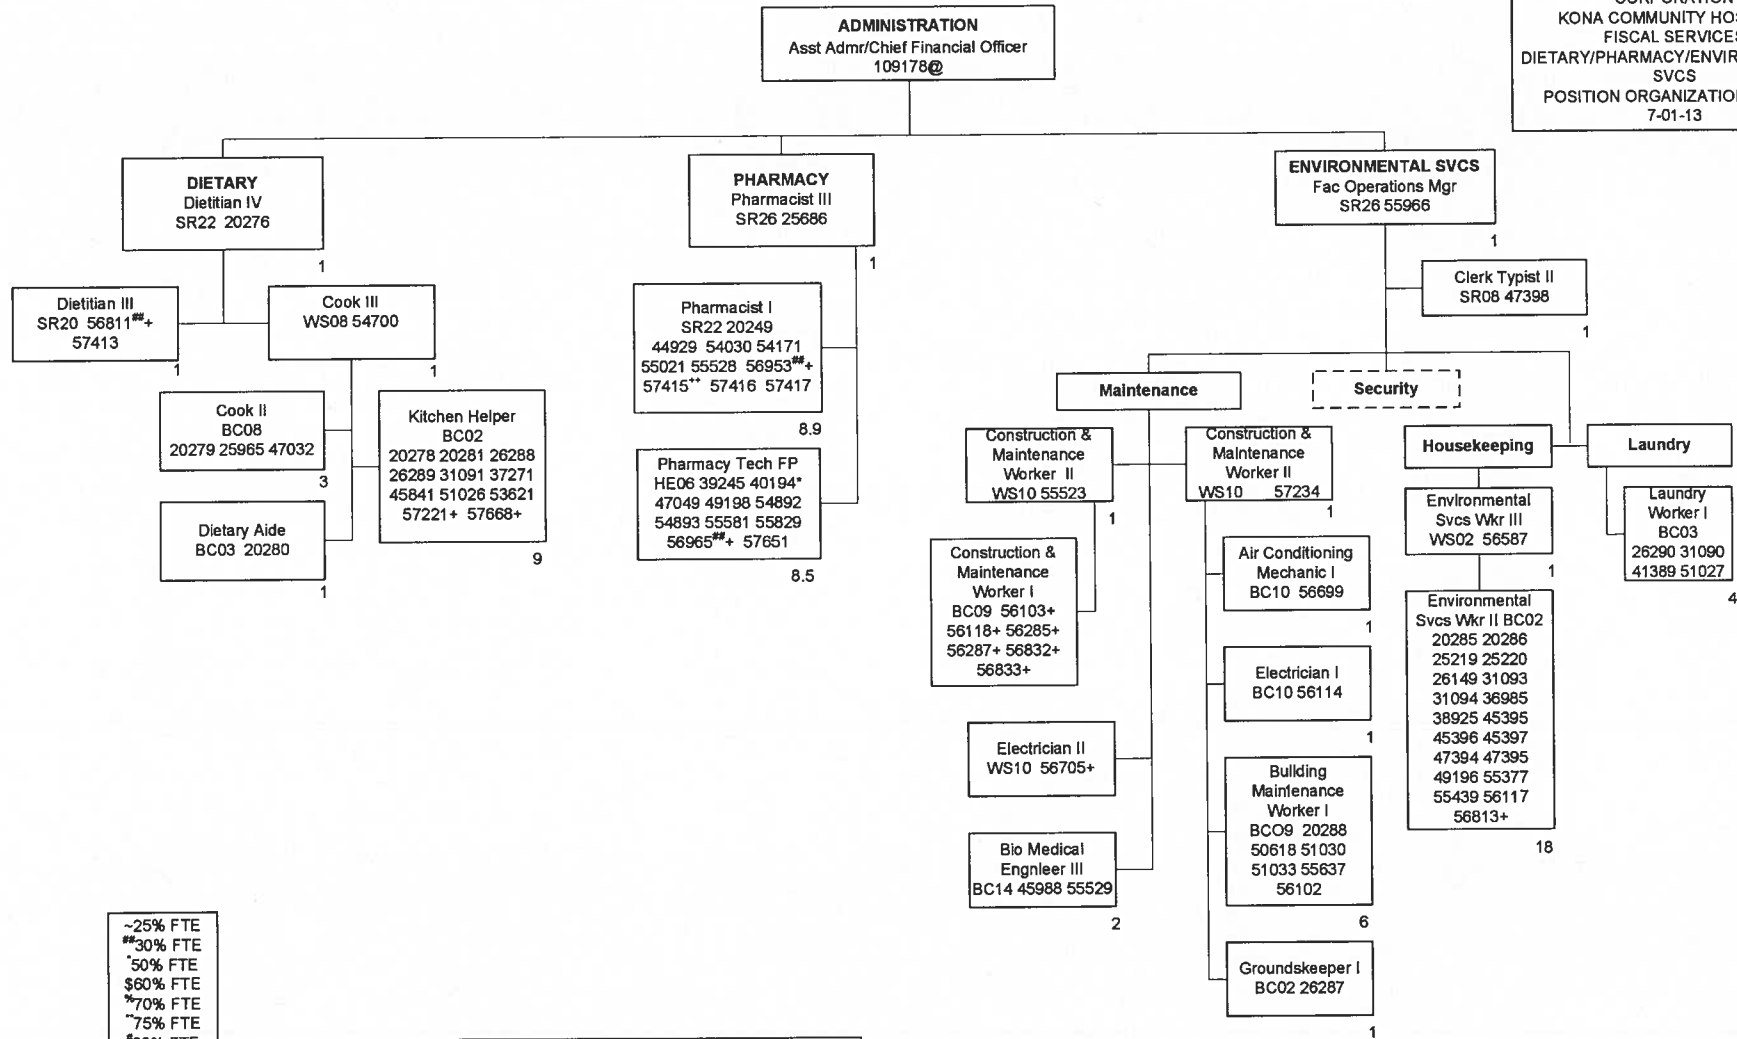 ADMINISTRATION
Asst Admr/Chief Financial Officer
109178@
CORPORATION
KONA COMMUNITY HOS
FISCAL SERVICES
DIETARY/PHARMACY/ENVIR
SVCS
POSITION ORGANIZATIO
7-01-13
DIETARY
Dietitian IV
SR22 20276
1
Dietitian III
SR20 56811##+
57413
1
Cook III
WS08 54700
1
Cook II
BC08
20279 25965 47032
3
Kitchen Helper
BC02
20278 20281 26288
26289 31091 37271
45841 51026 53621
57221+ 57668+
9
Dietary Aide
BC03 20280
1
PHARMACY
Pharmacist III
SR26 25686
1
Pharmacist I
SR22 20249
44929 54030 54171
55021 55528 56953##+
57415++ 57416 57417
8.9
Pharmacy Tech FP
HE06 39245 40194*
47049 49198 54892
54893 55581 55829
56965##+ 57651
8.5
ENVIRONMENTAL SVCS
Fac Operations Mgr
SR26 55966
1
Clerk Typist II
SR08 47398
1
Maintenance
Security
Construction &
Maintenance
Worker II
WS10 55523
1
Construction &
Maintenance
Worker II
WS10 57234
1
Construction &
Maintenance
Worker I
BC09 56103+
56118+ 56285+
56287+ 56832+
56833+
Electrician II
WS10 56705+
Bio Medical
Engnleer III
BC14 45988 55529
2
Air Conditioning
Mechanic I
BC10 56699
1
Electrician I
BC10 56114
1
Building
Maintenance
Worker I
BCO9 20288
50618 51030
51033 55637
56102
6
Groundskeeper I
BC02 26287
1
Housekeeping
Environmental
Svcs Wkr III
WS02 56587
1
Environmental
Svcs Wkr II BC02
20285 20286
25219 25220
26149 31093
31094 36985
38925 45395
45396 45397
47394 47395
49196 55377
55439 56117
56813+
18
Laundry
Laundry
Worker I
BC03
26290 31090
41389 51027
4
~25% FTE
##30% FTE
*50% FTE
$60% FTE
%70% FTE
75% FTE